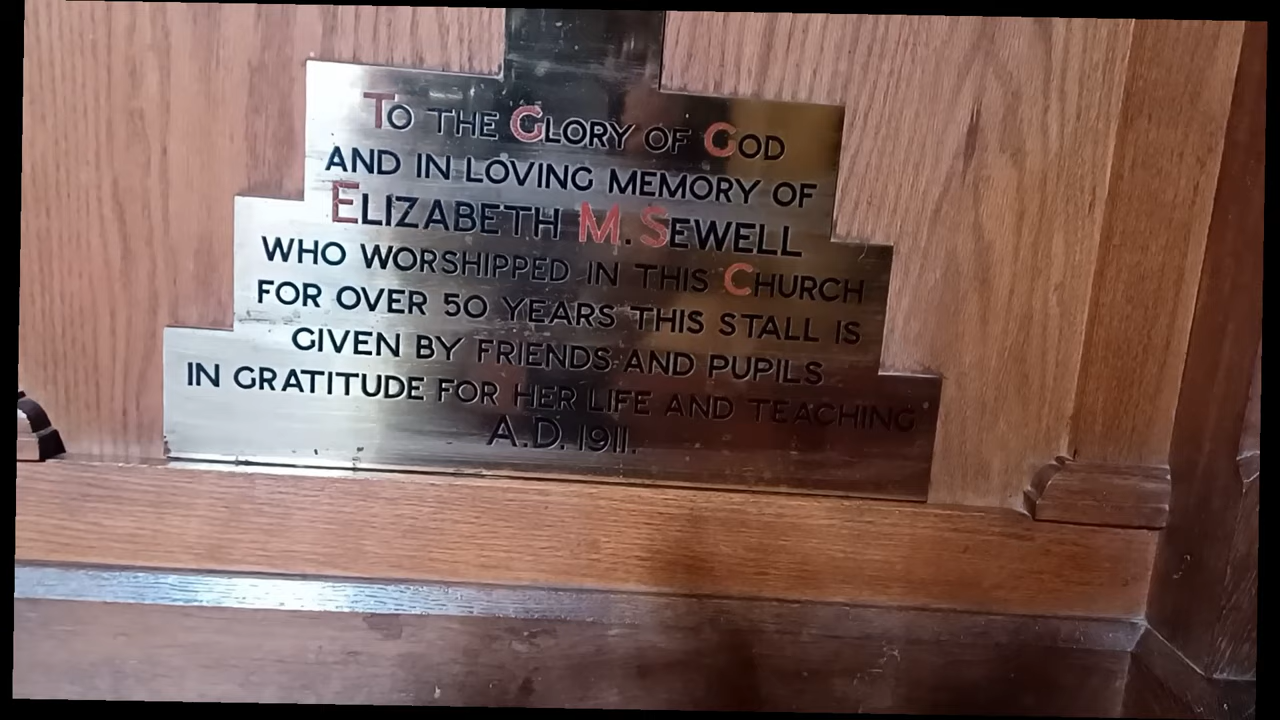 To the Glory of God
and in loving memory of
Elizabeth M. Sewell
who worshipped in this Church
for over 50 years this stall is
given by friends and pupils
in gratitude for her life and teaching
A.D. 1911.